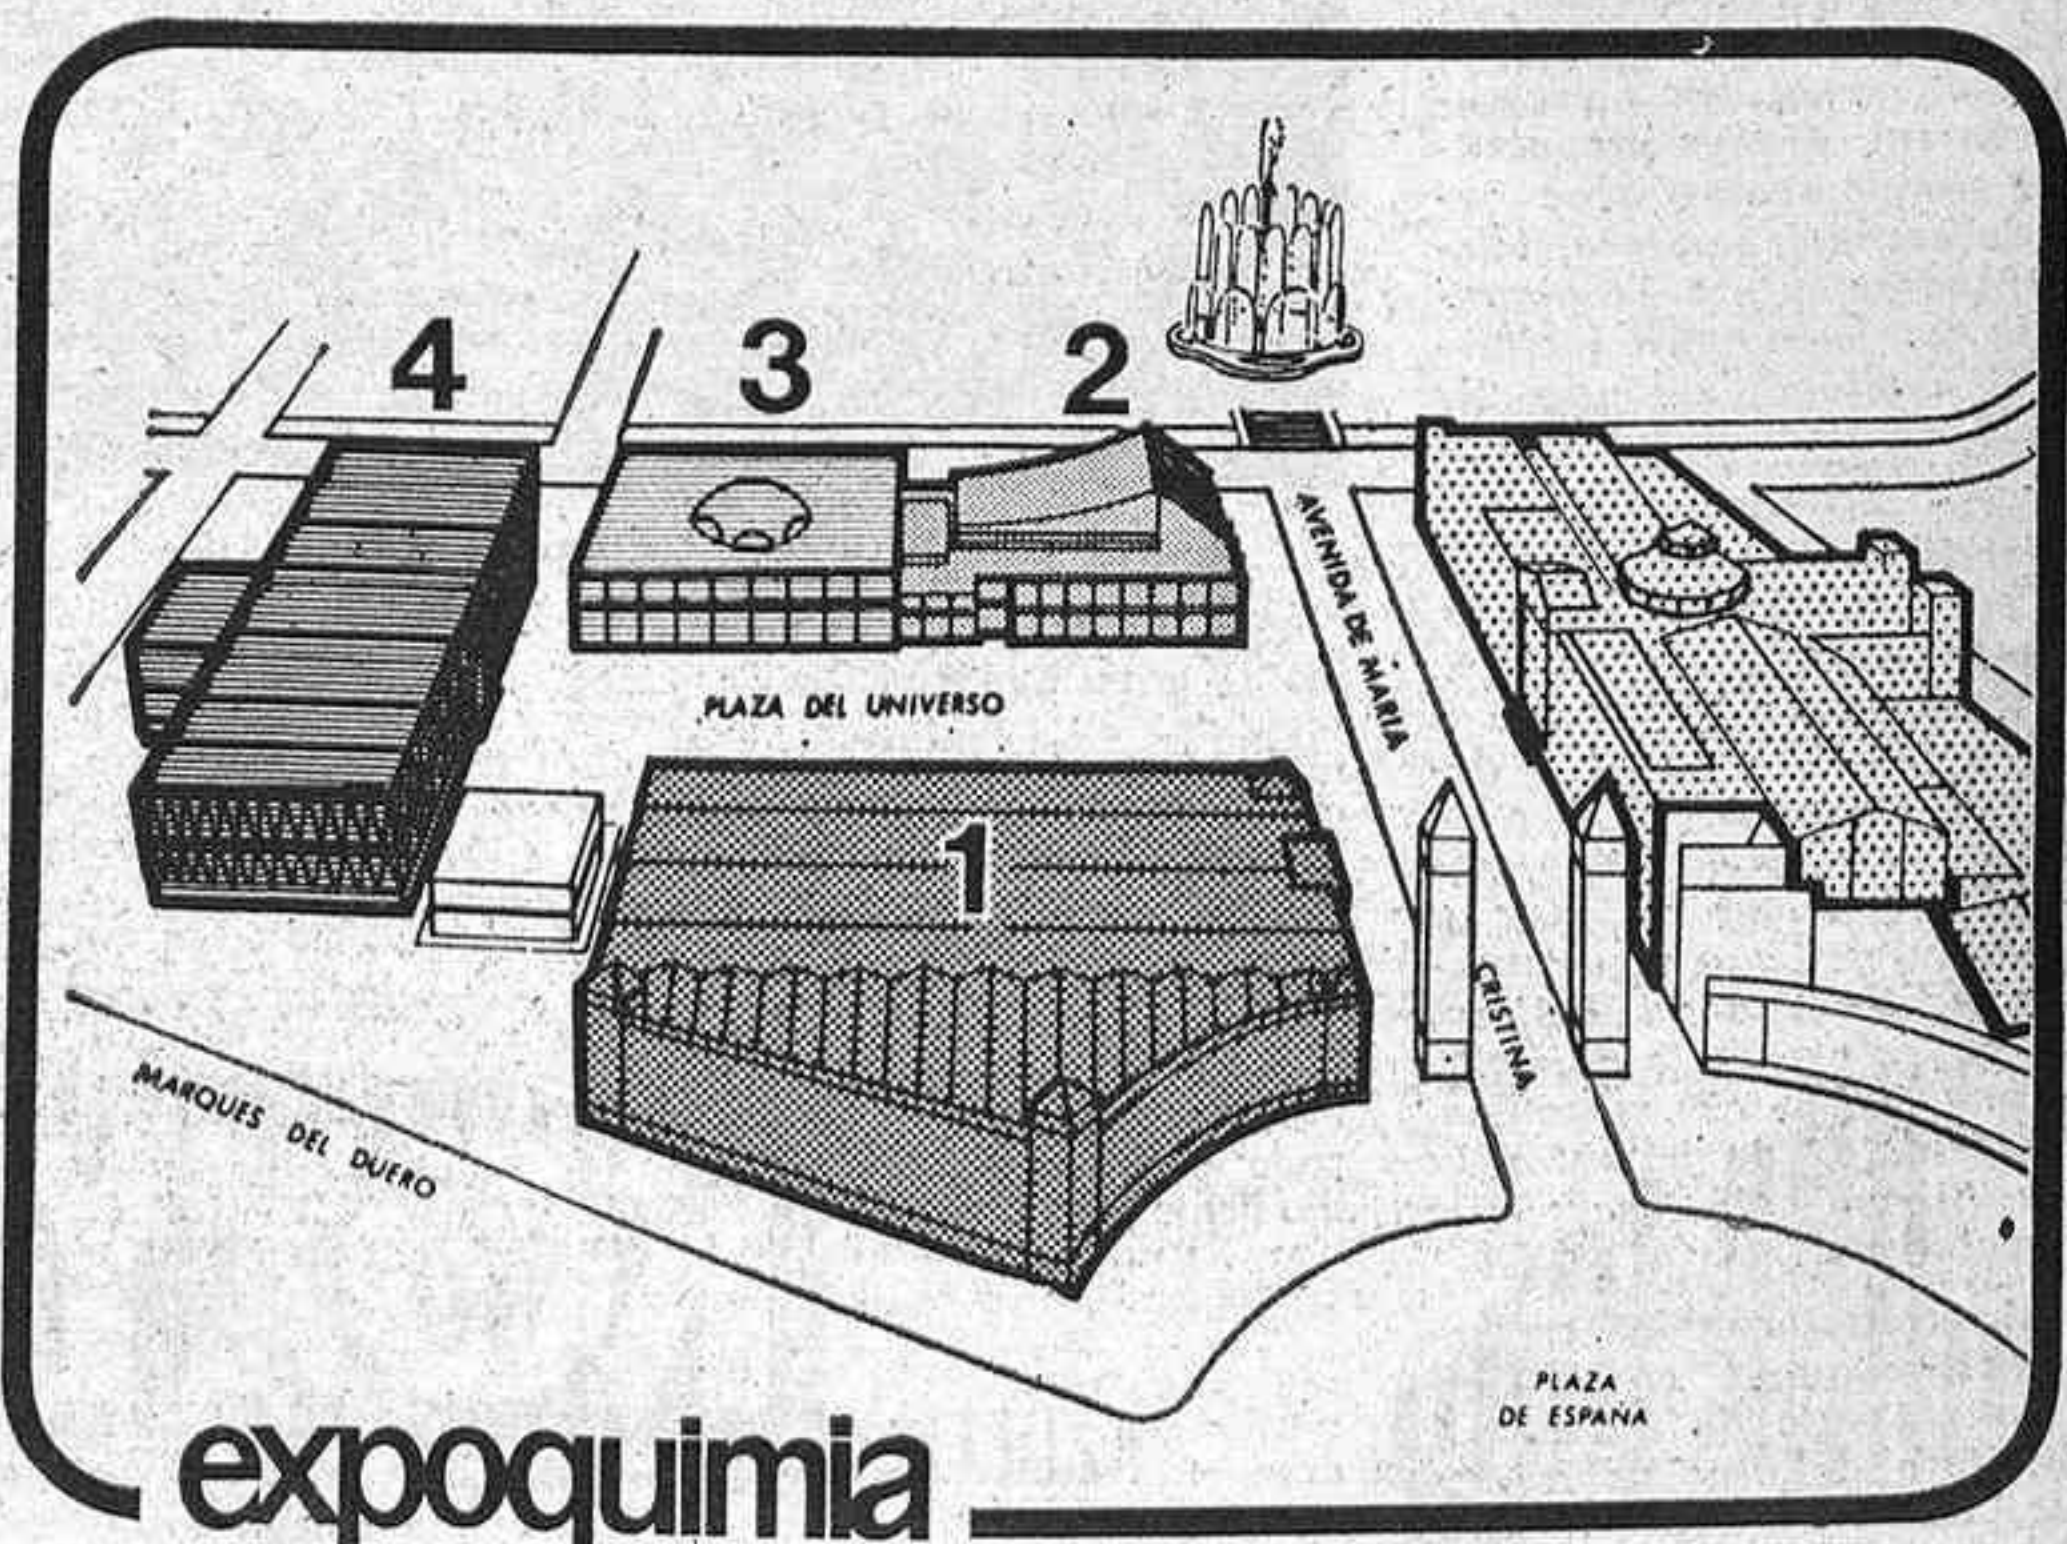 4
3
2
AVENIDA DE MARIA
PLAZA DEL UNIVERSO
1
CRISTINA
MARQUES DEL DUERO
PLAZA
DE ESPAÑA
expoquimia